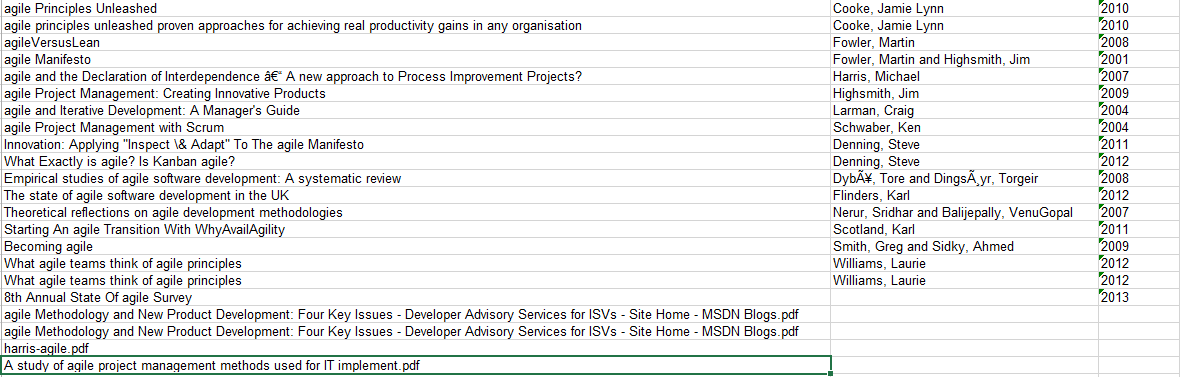 agile Principles Unleashed Cooke, Jamie Lynn 2010
agile principles unleashed proven approaches for achieving real productivity gains in any organisation Cooke, Jamie Lynn 2010
agileVersusLean Fowler, Martin 2008
agile Manifesto Fowler, Martin and Highsmith, Jim 2001
agile and the Declaration of Interdependence â€“ A new approach to Process Improvement Projects? Harris, Michael 2007
agile Project Management: Creating Innovative Products Highsmith, Jim 2009
agile and Iterative Development: A Manager's Guide Larman, Craig 2004
agile Project Management with Scrum Schwaber, Ken 2004
Innovation: Applying "Inspect \& Adapt" To The agile Manifesto Denning, Steve 2011
What Exactly is agile? Is Kanban agile? Denning, Steve 2012
Empirical studies of agile software development: A systematic review DybÃ¥, Tore and DingsÃ¸yr, Torgeir 2008
The state of agile software development in the UK Flinders, Karl 2012
Theoretical reflections on agile development methodologies Nerur, Sridhar and Balijepally, VenuGopal 2007
Starting An agile Transition With WhyAvailAgility Scotland, Karl 2011
Becoming agile Smith, Greg and Sidky, Ahmed 2009
What agile teams think of agile principles Williams, Laurie 2012
What agile teams think of agile principles Williams, Laurie 2012
8th Annual State Of agile Survey 2013
agile Methodology and New Product Development: Four Key Issues - Developer Advisory Services for ISVs - Site Home - MSDN Blogs.pdf
agile Methodology and New Product Development: Four Key Issues - Developer Advisory Services for ISVs - Site Home - MSDN Blogs.pdf
harris-agile.pdf
A study of agile project management methods used for IT implement.pdf